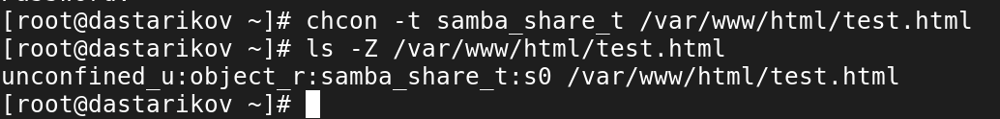 [root@dastarikov ~]# chcon -t samba_share_t /var/www/html/test.html
[root@dastarikov ~]# ls -Z /var/www/html/test.html
unconfined_u:object_r:samba_share_t:s0 /var/www/html/test.html
[root@dastarikov ~]#